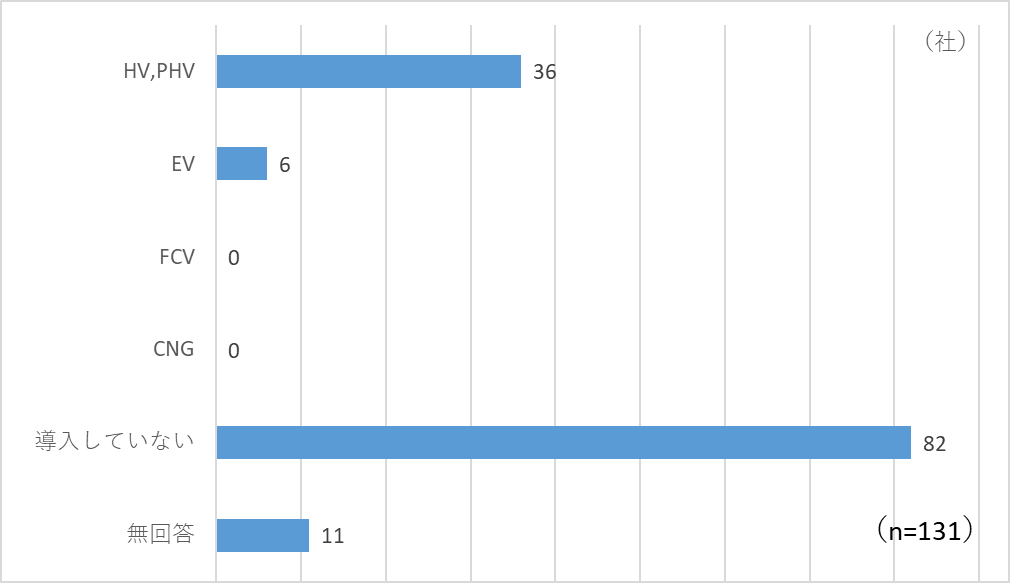 （社）
HV,PHV 36
EV 6
FCV 0
CNG 0
導入していない 82
無回答 11
（n=131）